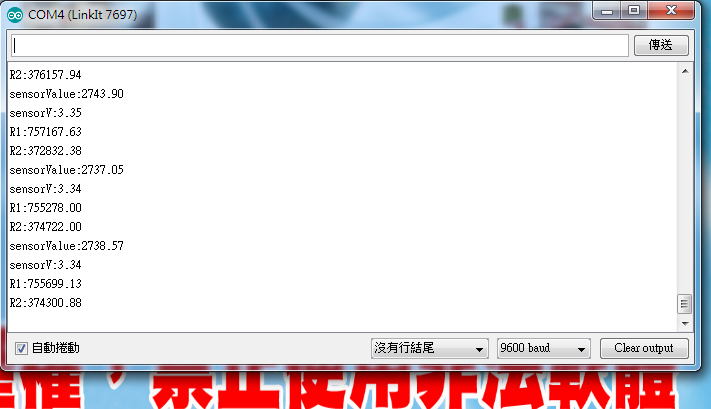 COM4 (LinkIt 7697)
傳送
R2:376157.94
sensorValue:2743.90
sensorV:3.35
R1:757167.63
R2:372832.38
sensorValue:2737.05
sensorV:3.34
R1:755278.00
R2:374722.00
sensorValue:2738.57
sensorV:3.34
R1:755699.13
R2:374300.88
自動捲動
沒有行結尾
9600 baud
Clear output
權，禁止使用非法軟體